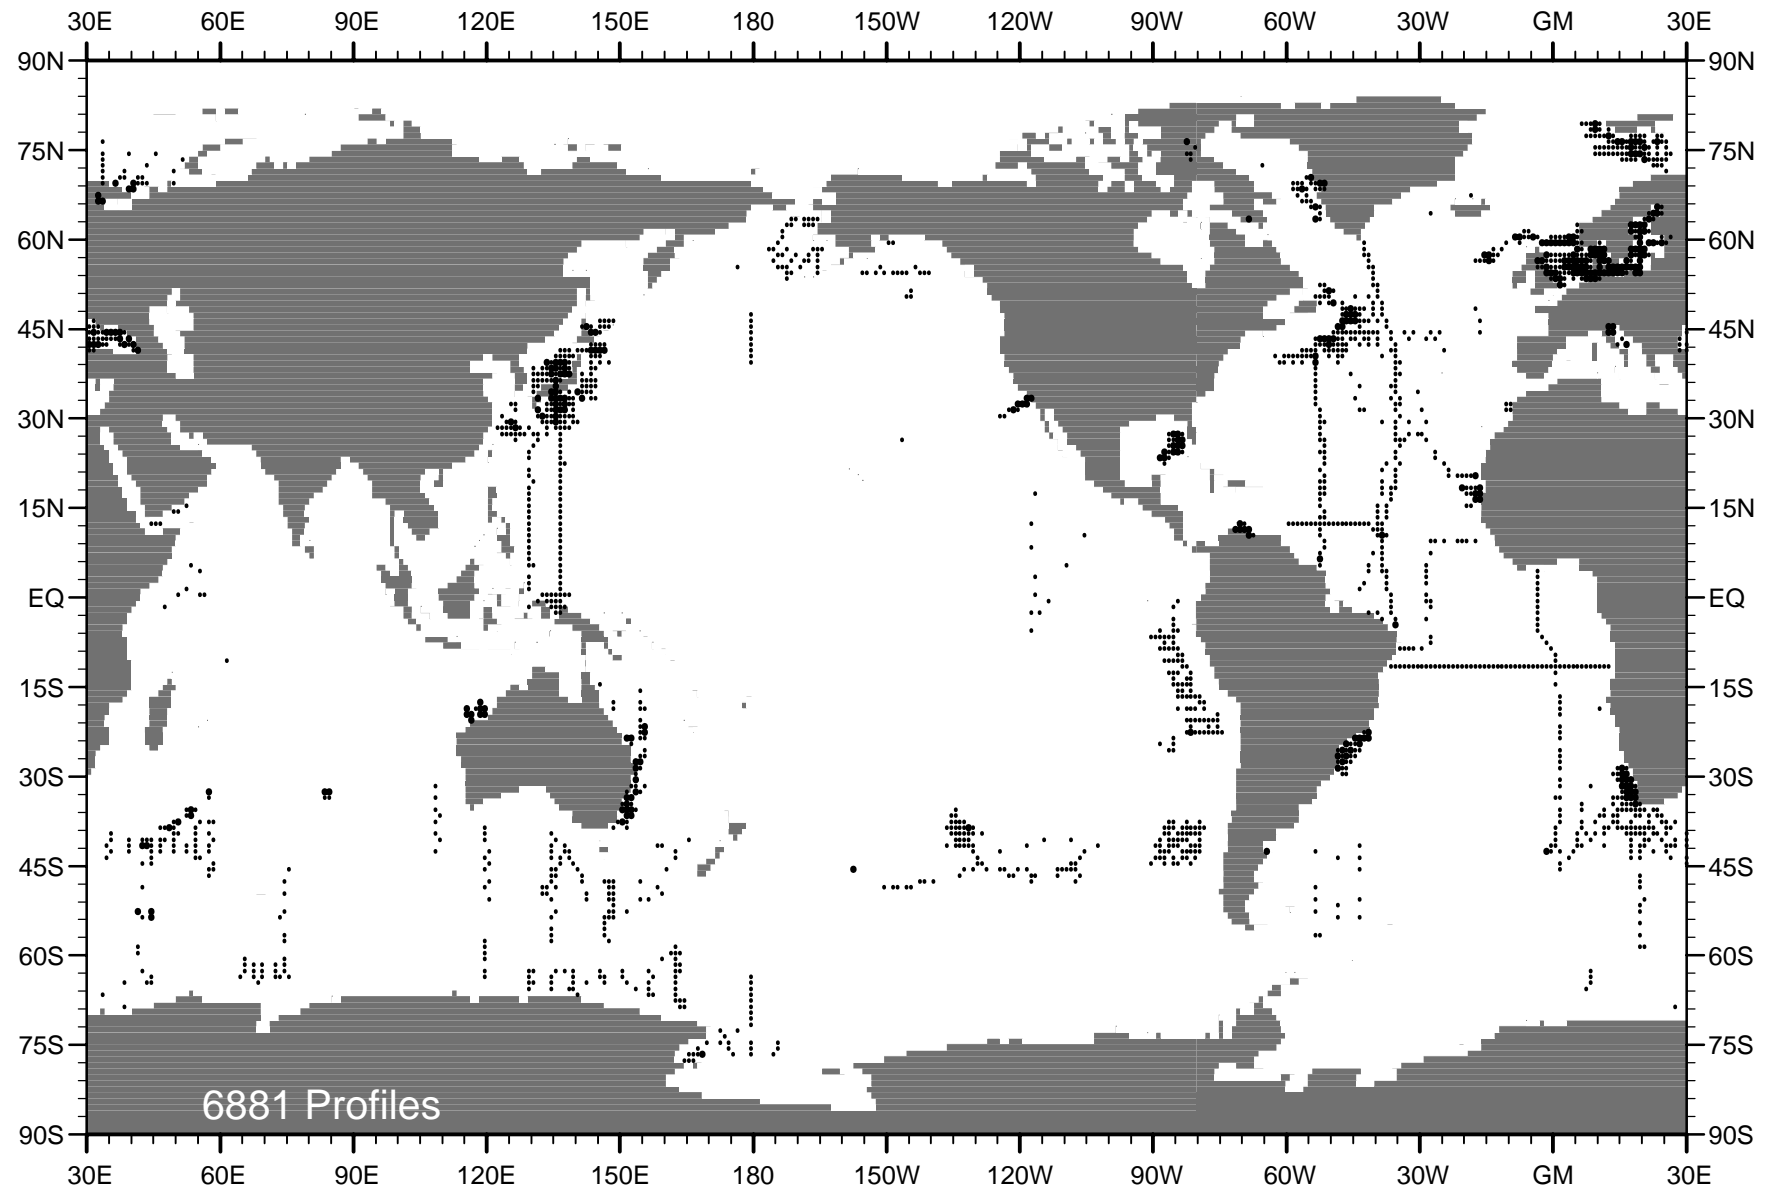 30E 60E 90E 120E 150E 180 150W 120W 90W 60W 30W GM 30E
90N 90N
75N 75N
60N 60N
45N 45N
30N 30N
15N 15N
EQ EQ
15S 15S
30S 30S
45S 45S
60S 60S
75S 75S
6881 Profiles
90S 90S
30E 60E 90E 120E 150E 180 150W 120W 90W 60W 30W GM 30E